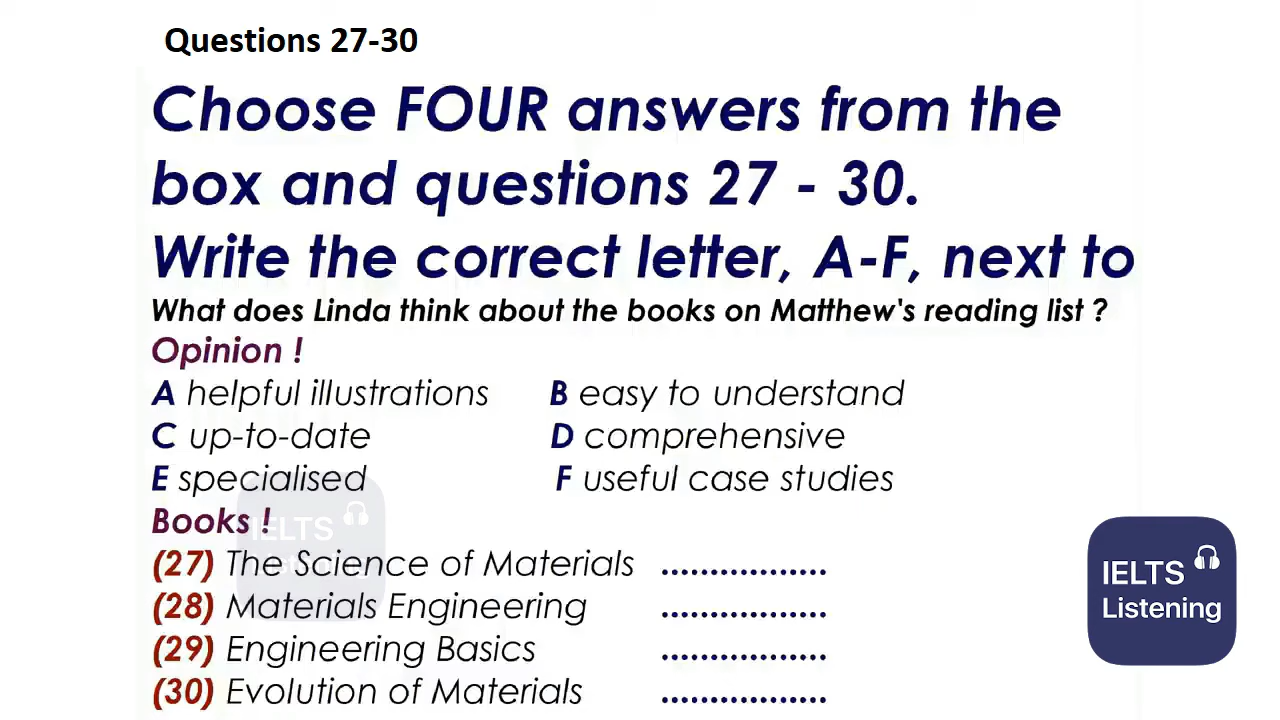 Questions 27-30
Choose FOUR answers from the
box and questions 27 - 30.
Write the correct letter, A-F, next to
What does Linda think about the books on Matthew's reading list ?
Opinion !
A helpful illustrations B easy to understand
C up-to-date D comprehensive
E specialised F useful case studies
Books !
(27) The Science of Materials .................
(28) Materials Engineering .................
(29) Engineering Basics .................
(30) Evolution of Materials .................
IELTS
Listening
IELTS
Listening